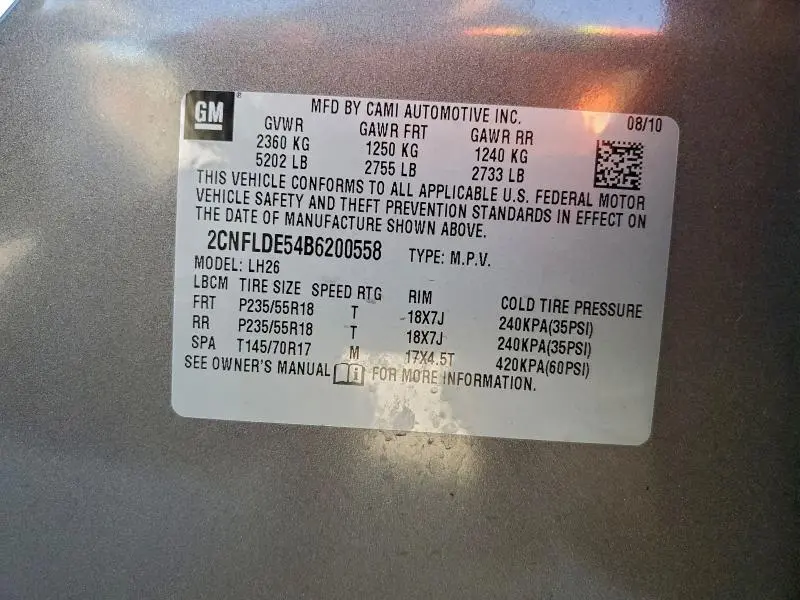 GM
MFD BY CAMI AUTOMOTIVE INC. 08/10
GVWR GAWR FRT GAWR RR
2360 KG 1250 KG 1240 KG
5202 LB 2755 LB 2733 LB
THIS VEHICLE CONFORMS TO ALL APPLICABLE U.S. FEDERAL MOTOR
VEHICLE SAFETY AND THEFT PREVENTION STANDARDS IN EFFECT ON
THE DATE OF MANUFACTURE SHOWN ABOVE.
2CNFLDE54B6200558 TYPE: M.P.V.
MODEL: LH26
LBCM TIRE SIZE SPEED RTG RIM COLD TIRE PRESSURE
FRT P235/55R18 T 18X7J 240KPA(35PSI)
RR P235/55R18 T 18X7J 240KPA(35PSI)
SPA T145/70R17 M 17X4.5T 420KPA(60PSI)
SEE OWNER'S MANUAL FOR MORE INFORMATION.